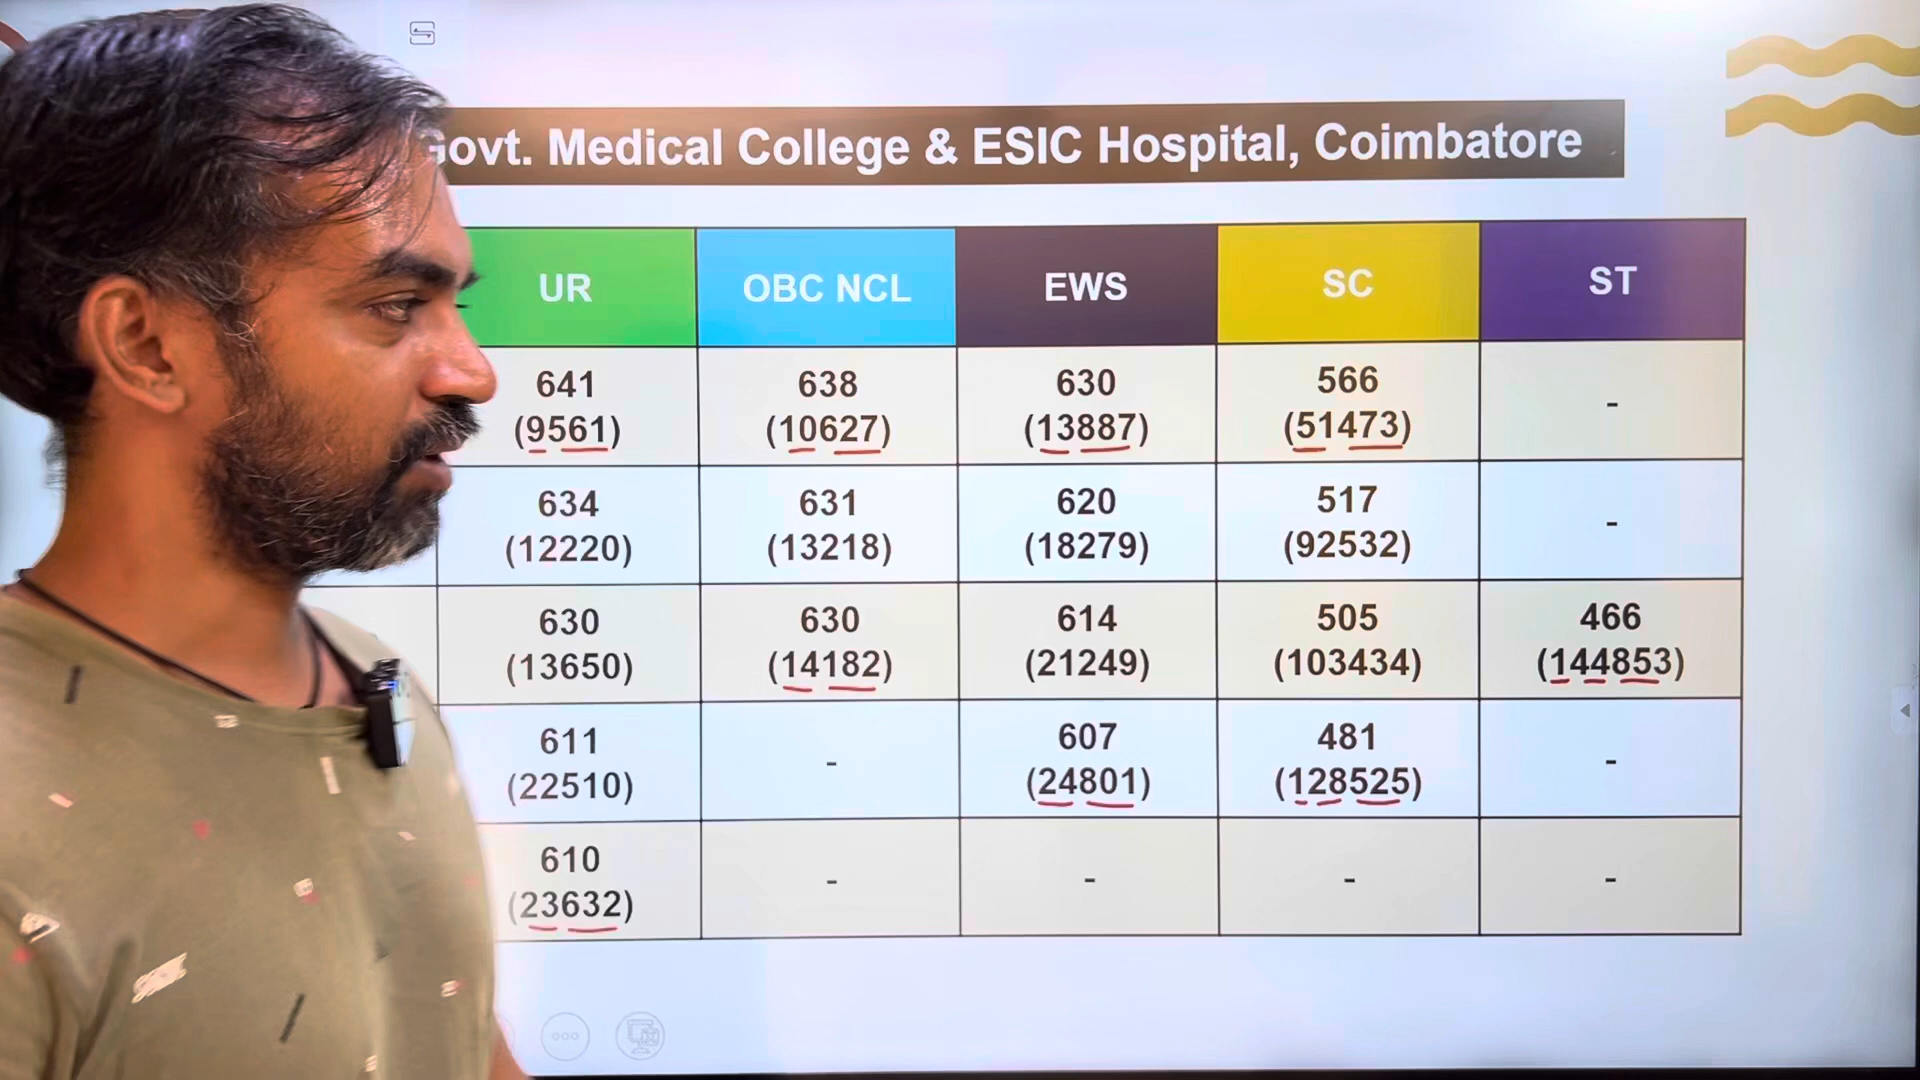 Govt. Medical College & ESIC Hospital, Coimbatore
UR OBC NCL EWS SC ST
641 638 630 566 -
(9561) (10627) (13887) (51473)
634 631 620 517 -
(12220) (13218) (18279) (92532)
630 630 614 505 466
(13650) (14182) (21249) (103434) (144853)
611 - 607 481 -
(22510) (24801) (128525)
610 - - - -
(23632)